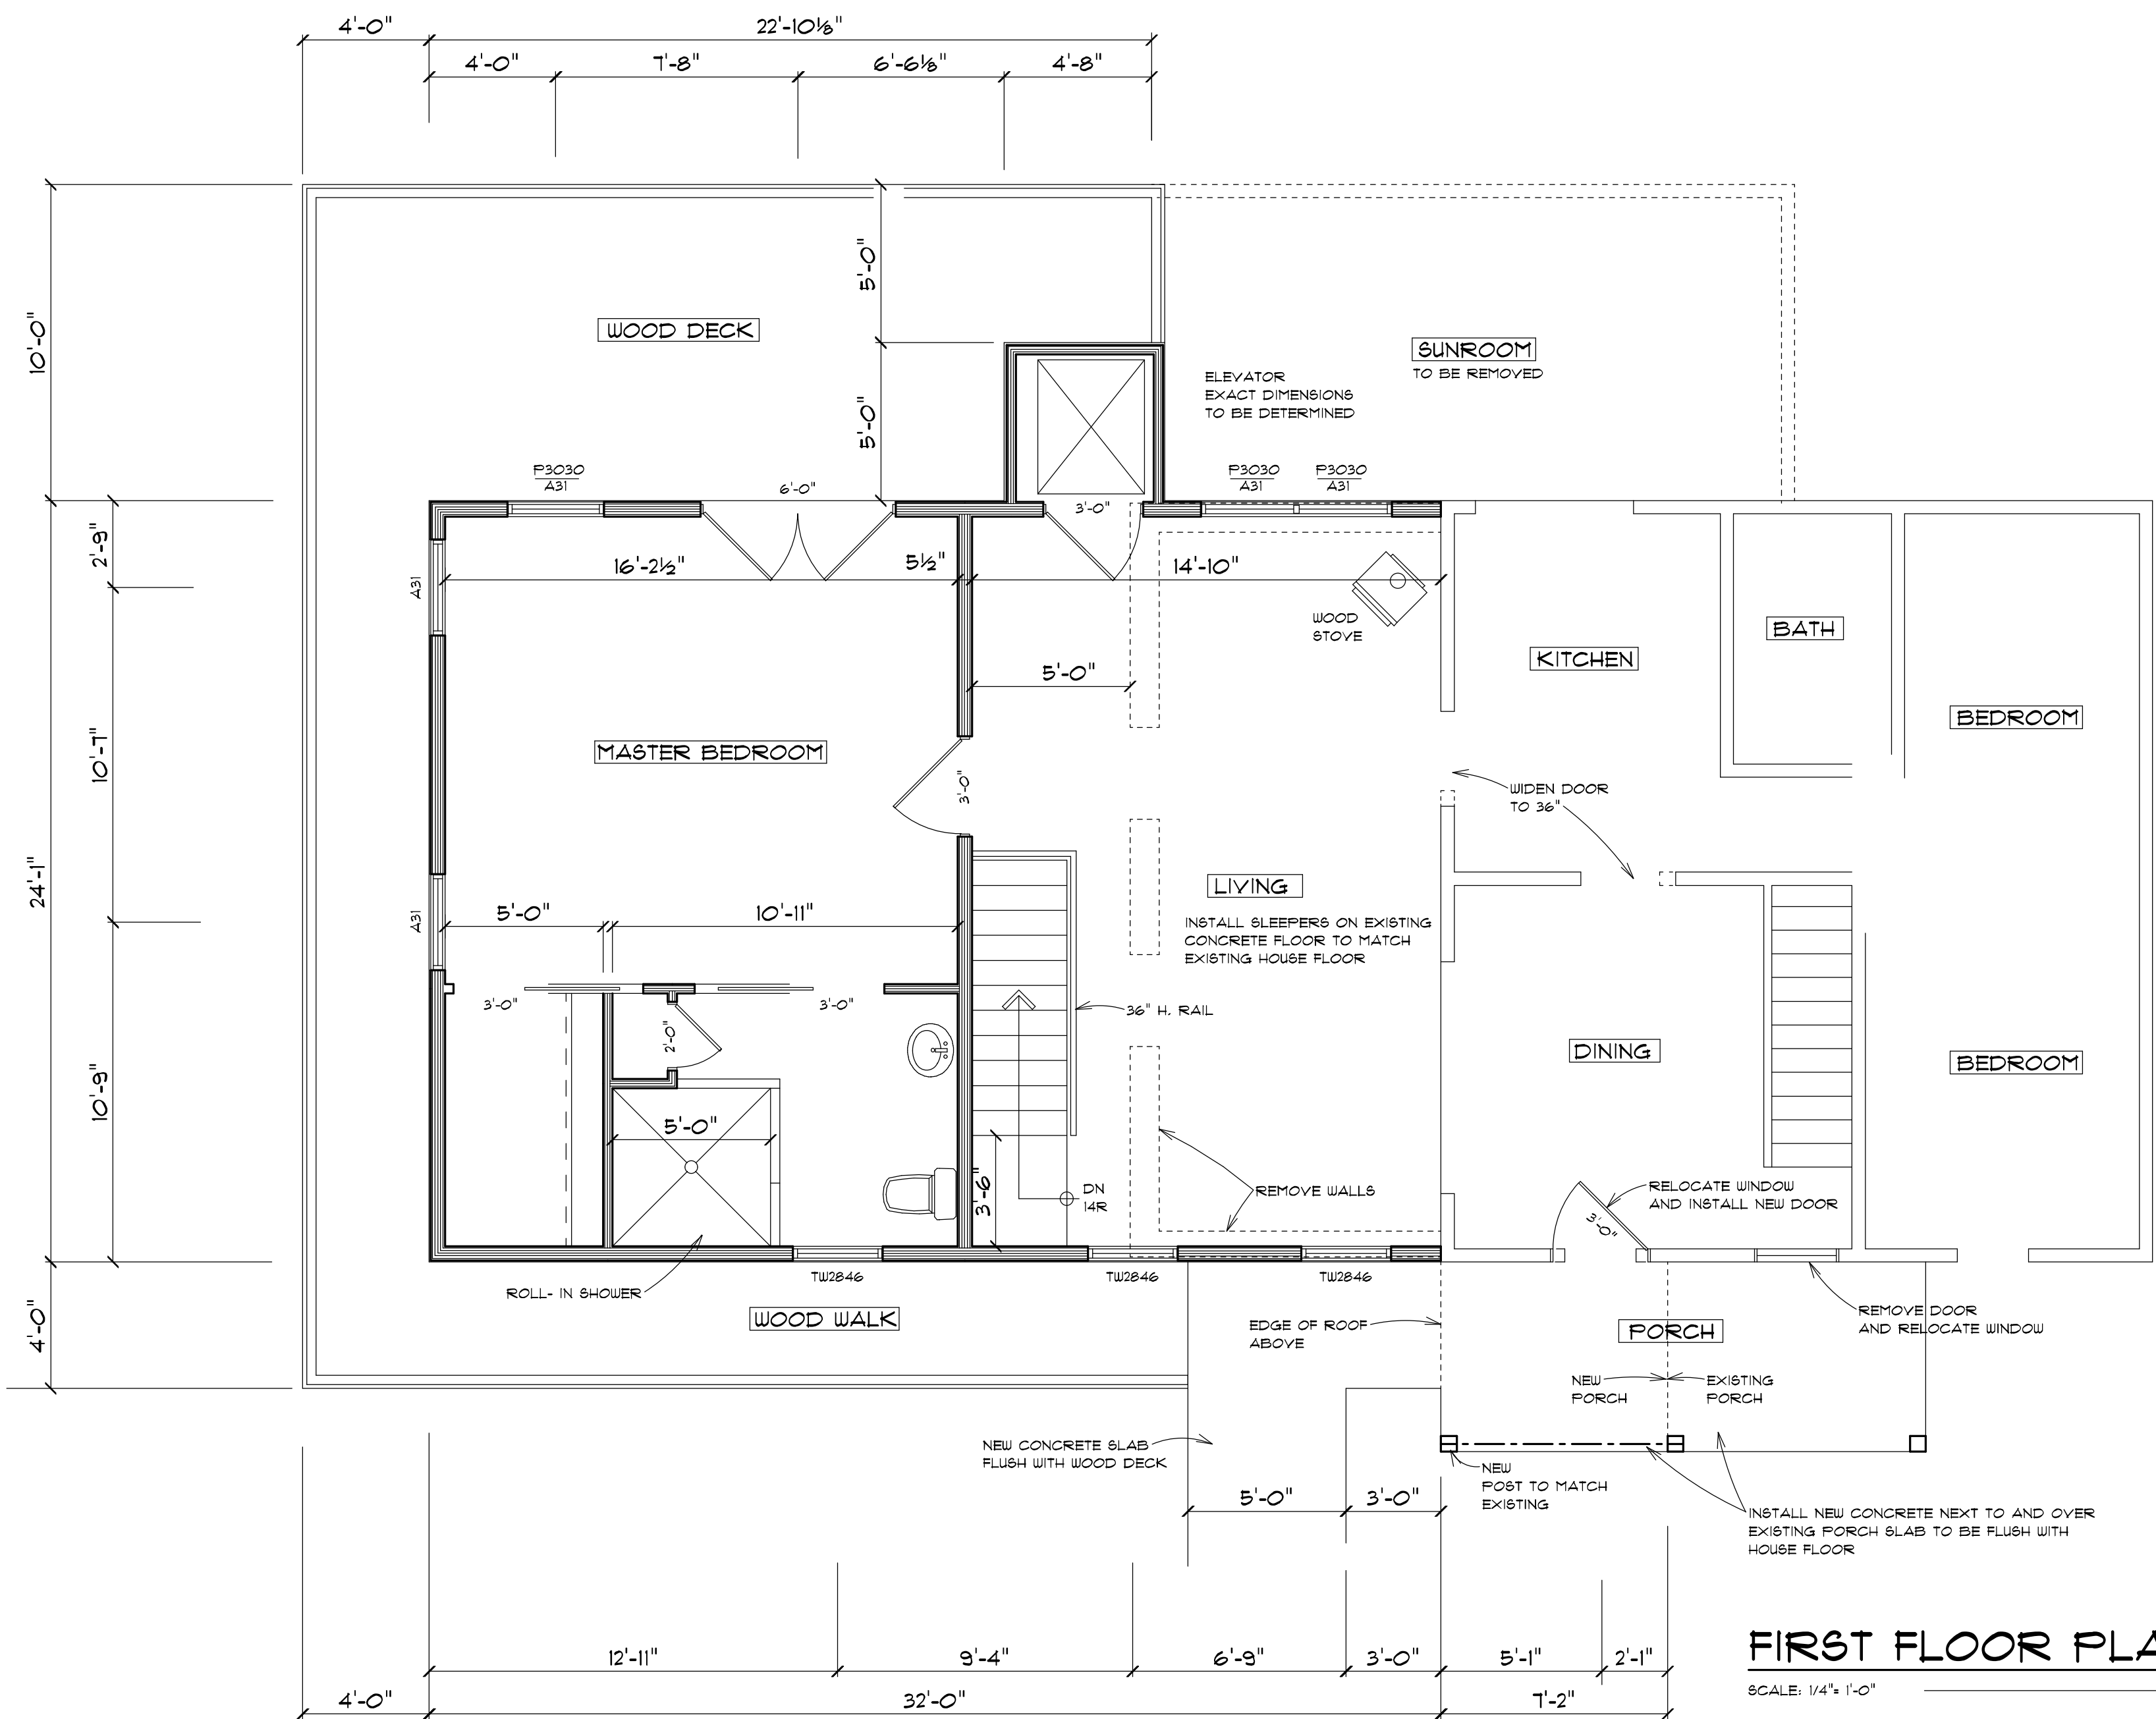 4'-0"
22'-10⅛"
4'-0"
7'-8"
6'-6⅛"
4'-8"
10'-0"
5'-0"
WOOD DECK
SUNROOM
TO BE REMOVED
ELEVATOR
EXACT DIMENSIONS
TO BE DETERMINED
5'-0"
P3030
A31
6'-0"
P3030
A31
P3030
A31
3'-0"
2'-9"
A31
16'-2½"
5½"
14'-10"
WOOD
STOVE
BATH
KITCHEN
5'-0"
BEDROOM
10'-7"
MASTER BEDROOM
3'-0"
WIDEN DOOR
TO 36"
24'-1"
LIVING
INSTALL SLEEPERS ON EXISTING
CONCRETE FLOOR TO MATCH
EXISTING HOUSE FLOOR
A31
5'-0"
10'-11"
3'-0"
3'-0"
36" H. RAIL
2'-0"
DINING
BEDROOM
10'-9"
5'-0"
3'-6"
DN
14R
REMOVE WALLS
RELOCATE WINDOW
AND INSTALL NEW DOOR
3'-0"
TW2846
TW2846
TW2846
ROLL- IN SHOWER
WOOD WALK
4'-0"
EDGE OF ROOF
ABOVE
PORCH
REMOVE DOOR
AND RELOCATE WINDOW
NEW
PORCH
EXISTING
PORCH
NEW CONCRETE SLAB
FLUSH WITH WOOD DECK
NEW
POST TO MATCH
EXISTING
5'-0"
3'-0"
INSTALL NEW CONCRETE NEXT TO AND OVER
EXISTING PORCH SLAB TO BE FLUSH WITH
HOUSE FLOOR
12'-11"
9'-4"
6'-9"
3'-0"
5'-1"
2'-1"
FIRST FLOOR PLA
SCALE: 1/4"= 1'-0"
4'-0"
32'-0"
7'-2"